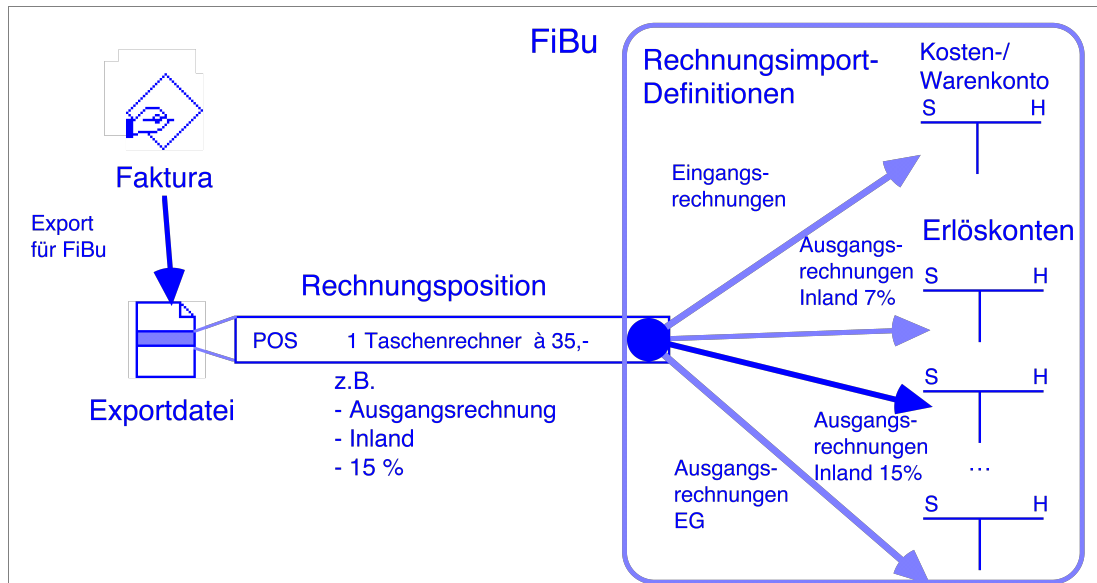 FiBu
Rechnungsimport-
Definitionen
Kosten-/
Warenkonto
S H
Faktura
Export
für FiBu
Eingangs-
rechnungen
Ausgangs-
rechnungen
Inland 7%
Erlöskonten
S H
Rechnungsposition
POS 1 Taschenrechner à 35,-
Exportdatei
z.B.
- Ausgangsrechnung
- Inland
- 15 %
S H
Ausgangs-
rechnungen
Inland 15%
...
Ausgangs-
rechnungen
EG
S H